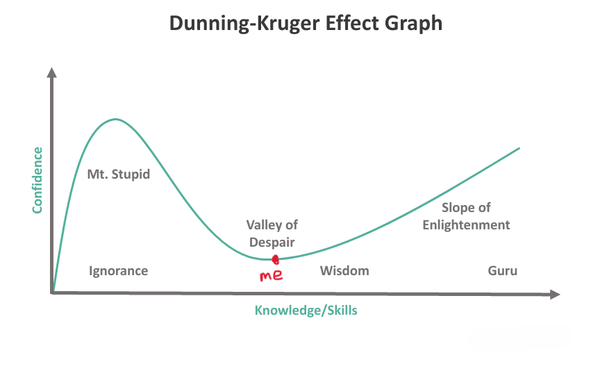 Dunning-Kruger Effect Graph
Confidence
Mt. Stupid
Valley of
Despair
Slope of
Enlightenment
me
Ignorance
Wisdom
Guru
Knowledge/Skills